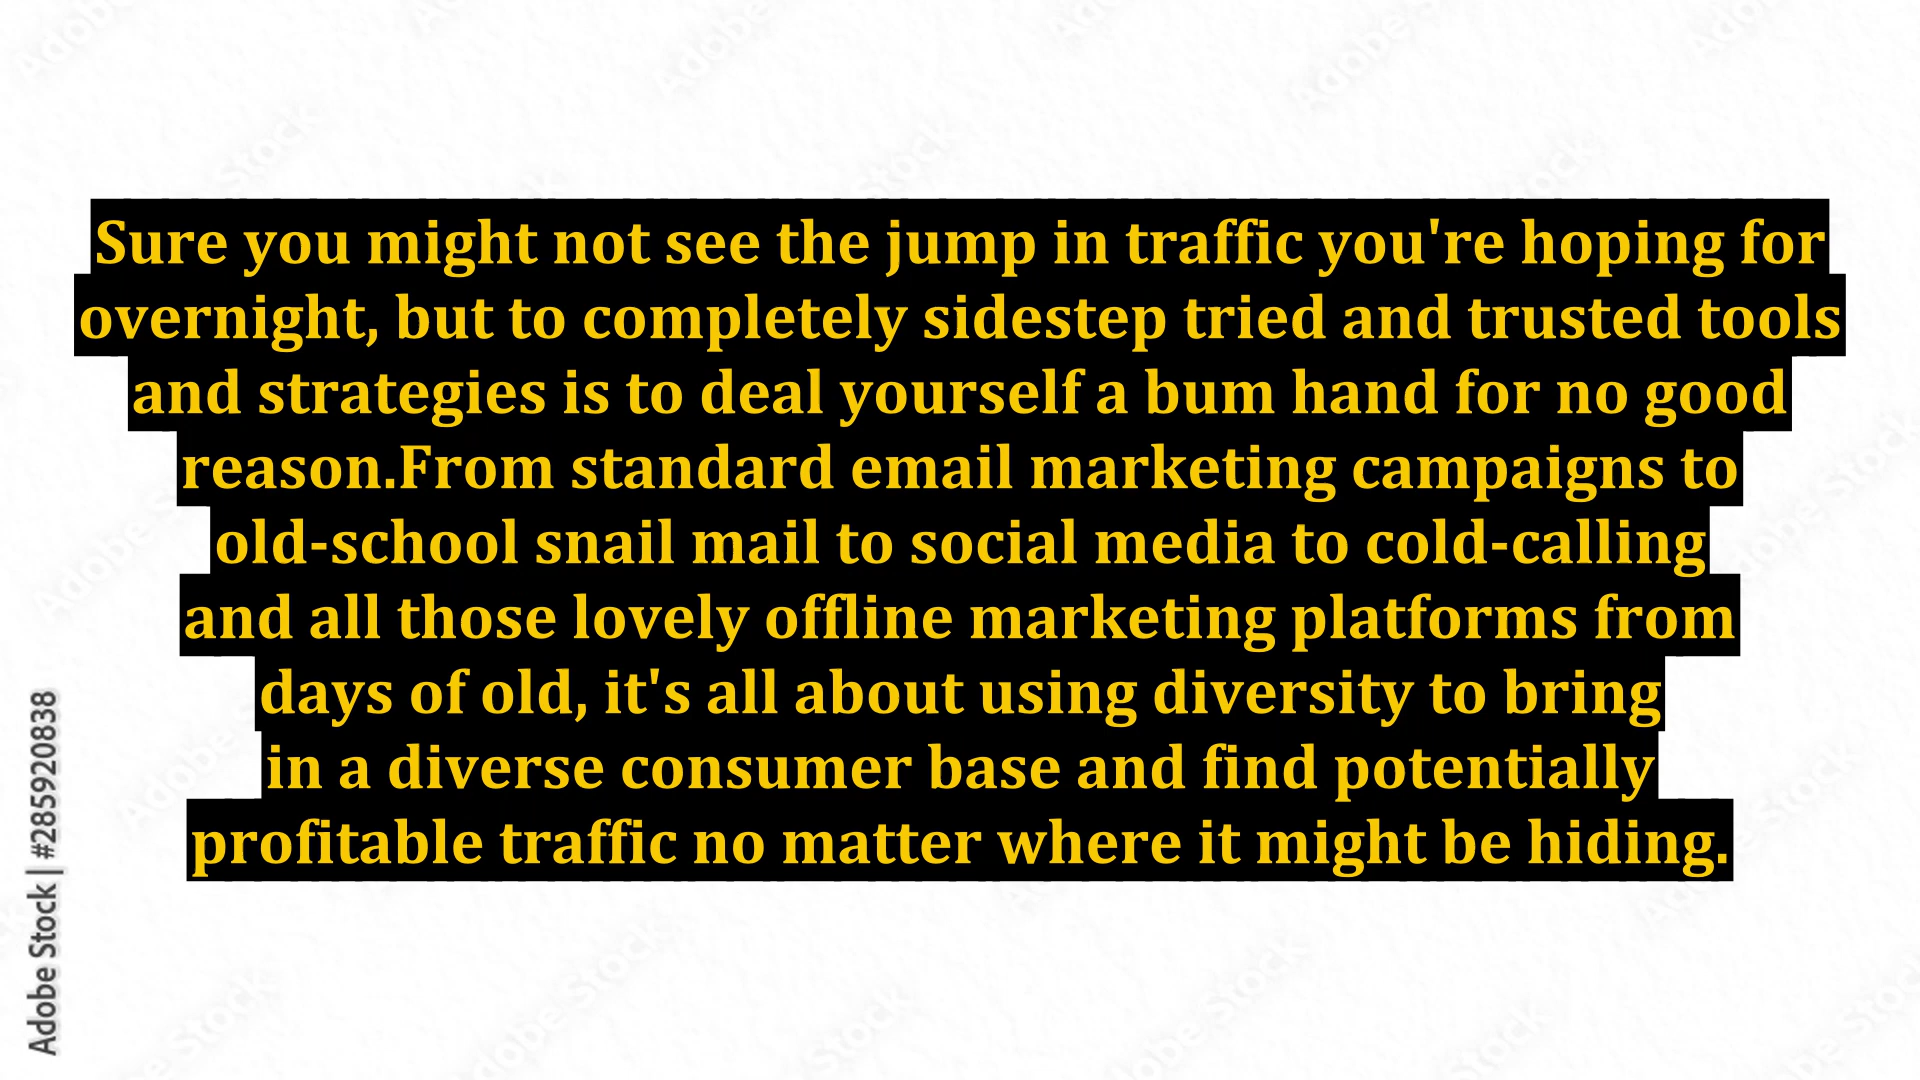 Sure you might not see the jump in traffic you're hoping for
overnight, but to completely sidestep tried and trusted tools
and strategies is to deal yourself a bum hand for no good
reason.From standard email marketing campaigns to
old-school snail mail to social media to cold-calling
and all those lovely offline marketing platforms from
days of old, it's all about using diversity to bring
in a diverse consumer base and find potentially
profitable traffic no matter where it might be hiding.
Adobe Stock | #285920838